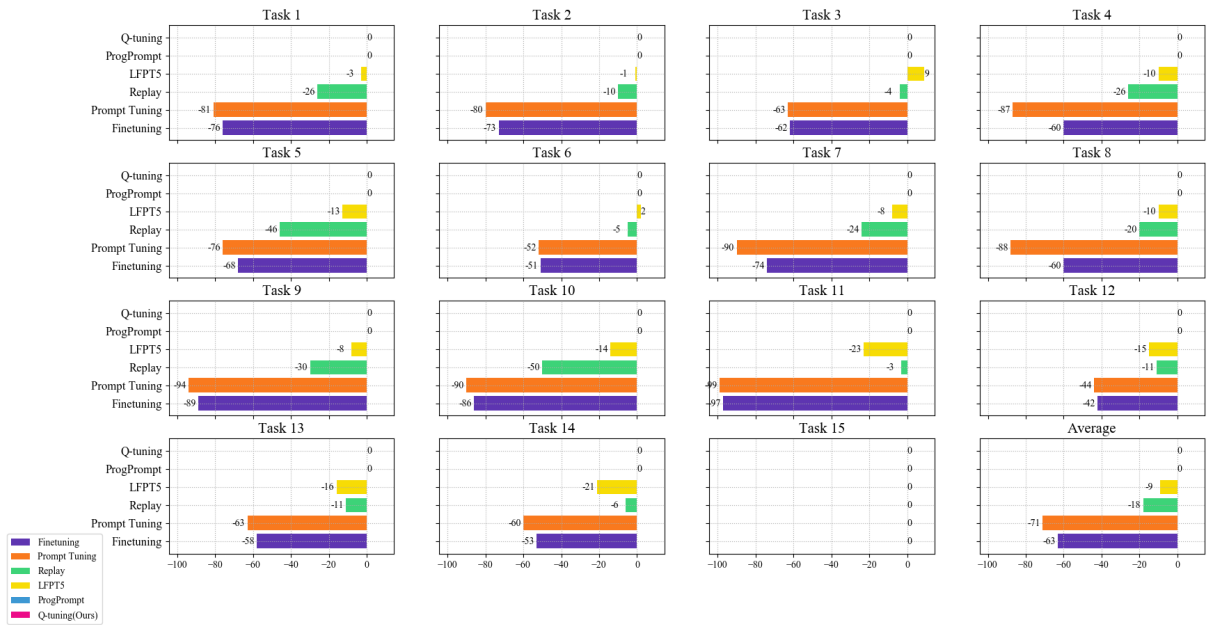 Task 1
Task 2
Task 3
Task 4
Q-tuning 0 0 0 0
ProgPrompt 0 0 0 0
LFPT5 -3 -1 9 -10
Replay -26 -10 -4 -26
Prompt Tuning -81 -80 -63 -87
Finetuning -76 -73 -62 -60
Task 5
Task 6
Task 7
Task 8
Q-tuning 0 0 0 0
ProgPrompt 0 0 0 0
LFPT5 -13 2 -8 -10
Replay -46 -5 -24 -20
Prompt Tuning -76 -52 -90 -88
Finetuning -68 -51 -74 -60
Task 9
Task 10
Task 11
Task 12
Q-tuning 0 0 0 0
ProgPrompt 0 0 0 0
LFPT5 -8 -14 -23 -15
Replay -30 -50 -3 -11
Prompt Tuning -94 -90 -99 -44
Finetuning -89 -86 -97 -42
Task 13
Task 14
Task 15
Average
Q-tuning 0 0 0 0
ProgPrompt 0 0 0 0
LFPT5 -16 -21 0 -9
Replay -11 -6 0 -18
Prompt Tuning -63 -60 0 -71
Finetuning -58 -53 0 -63
−100 −80 −60 −40 −20 0
−100 −80 −60 −40 −20 0
−100 −80 −60 −40 −20 0
−100 −80 −60 −40 −20 0
Finetuning
Prompt Tuning
Replay
LFPT5
ProgPrompt
Q-tuning(Ours)